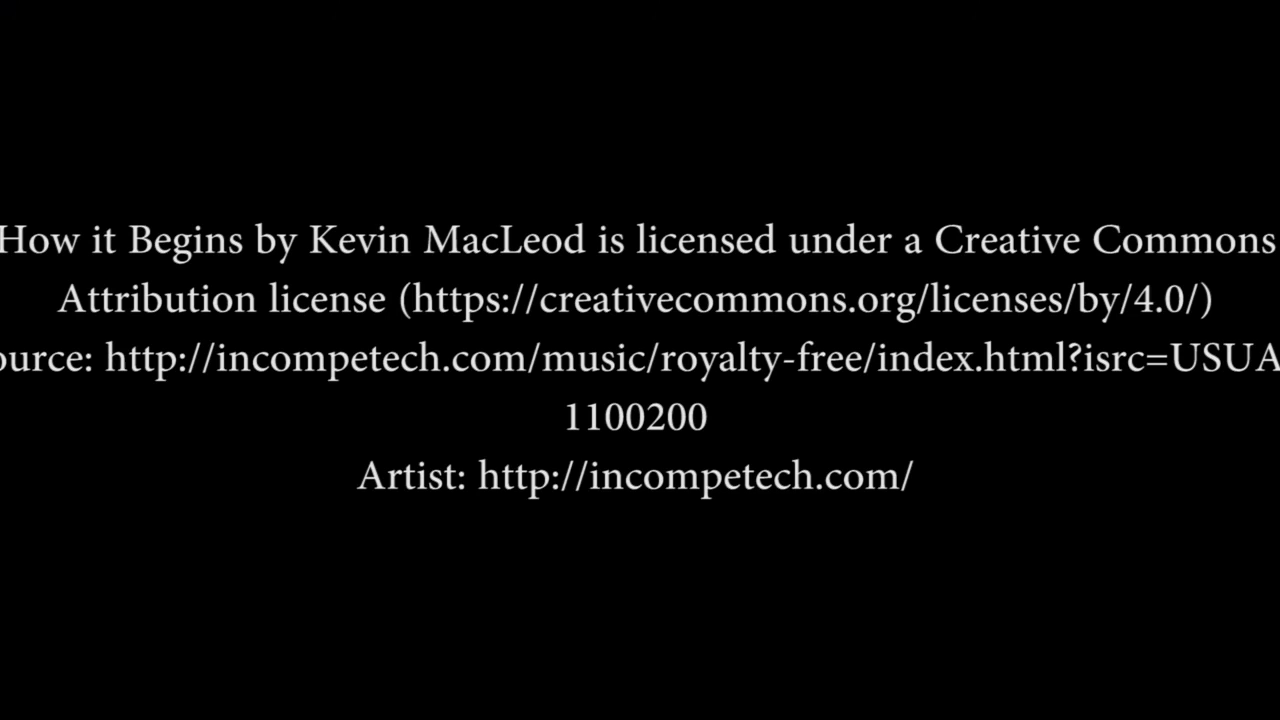 How it Begins by Kevin MacLeod is licensed under a Creative Commons
Attribution license (https://creativecommons.org/licenses/by/4.0/)
ource: http://incompetech.com/music/royalty-free/index.html?isrc=USUA
1100200
Artist: http://incompetech.com/